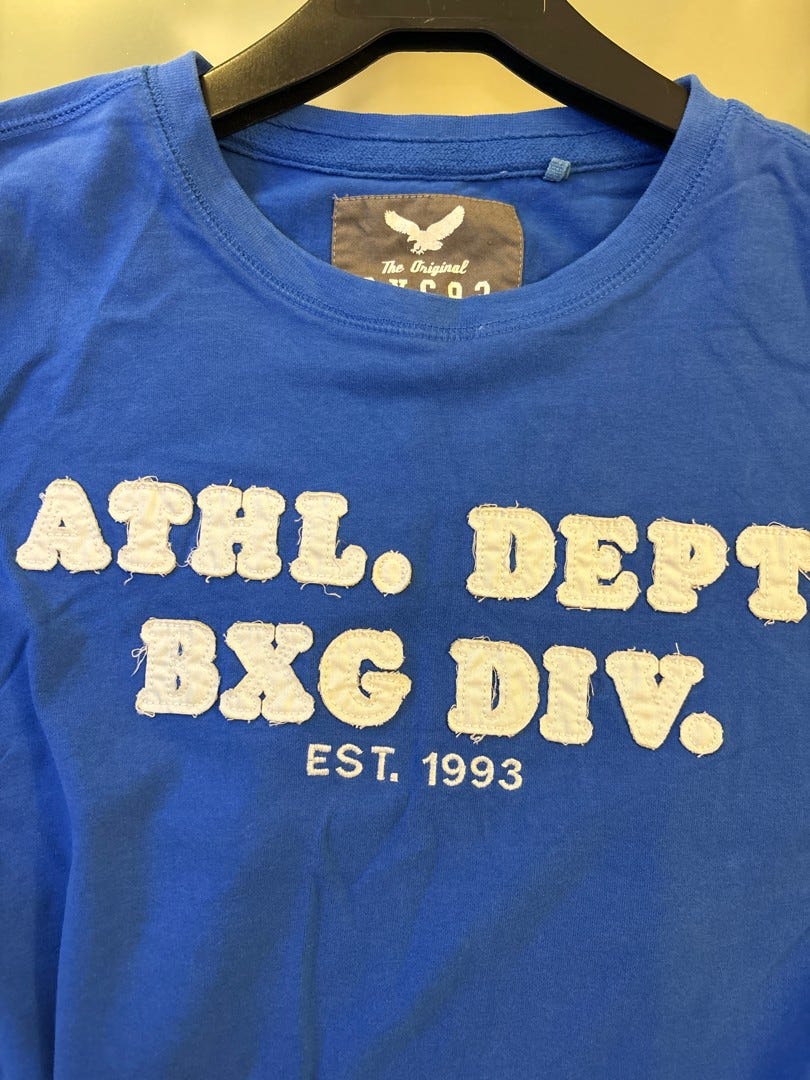 The Original
ATHL. DEPT
BXG DIV.
EST. 1993